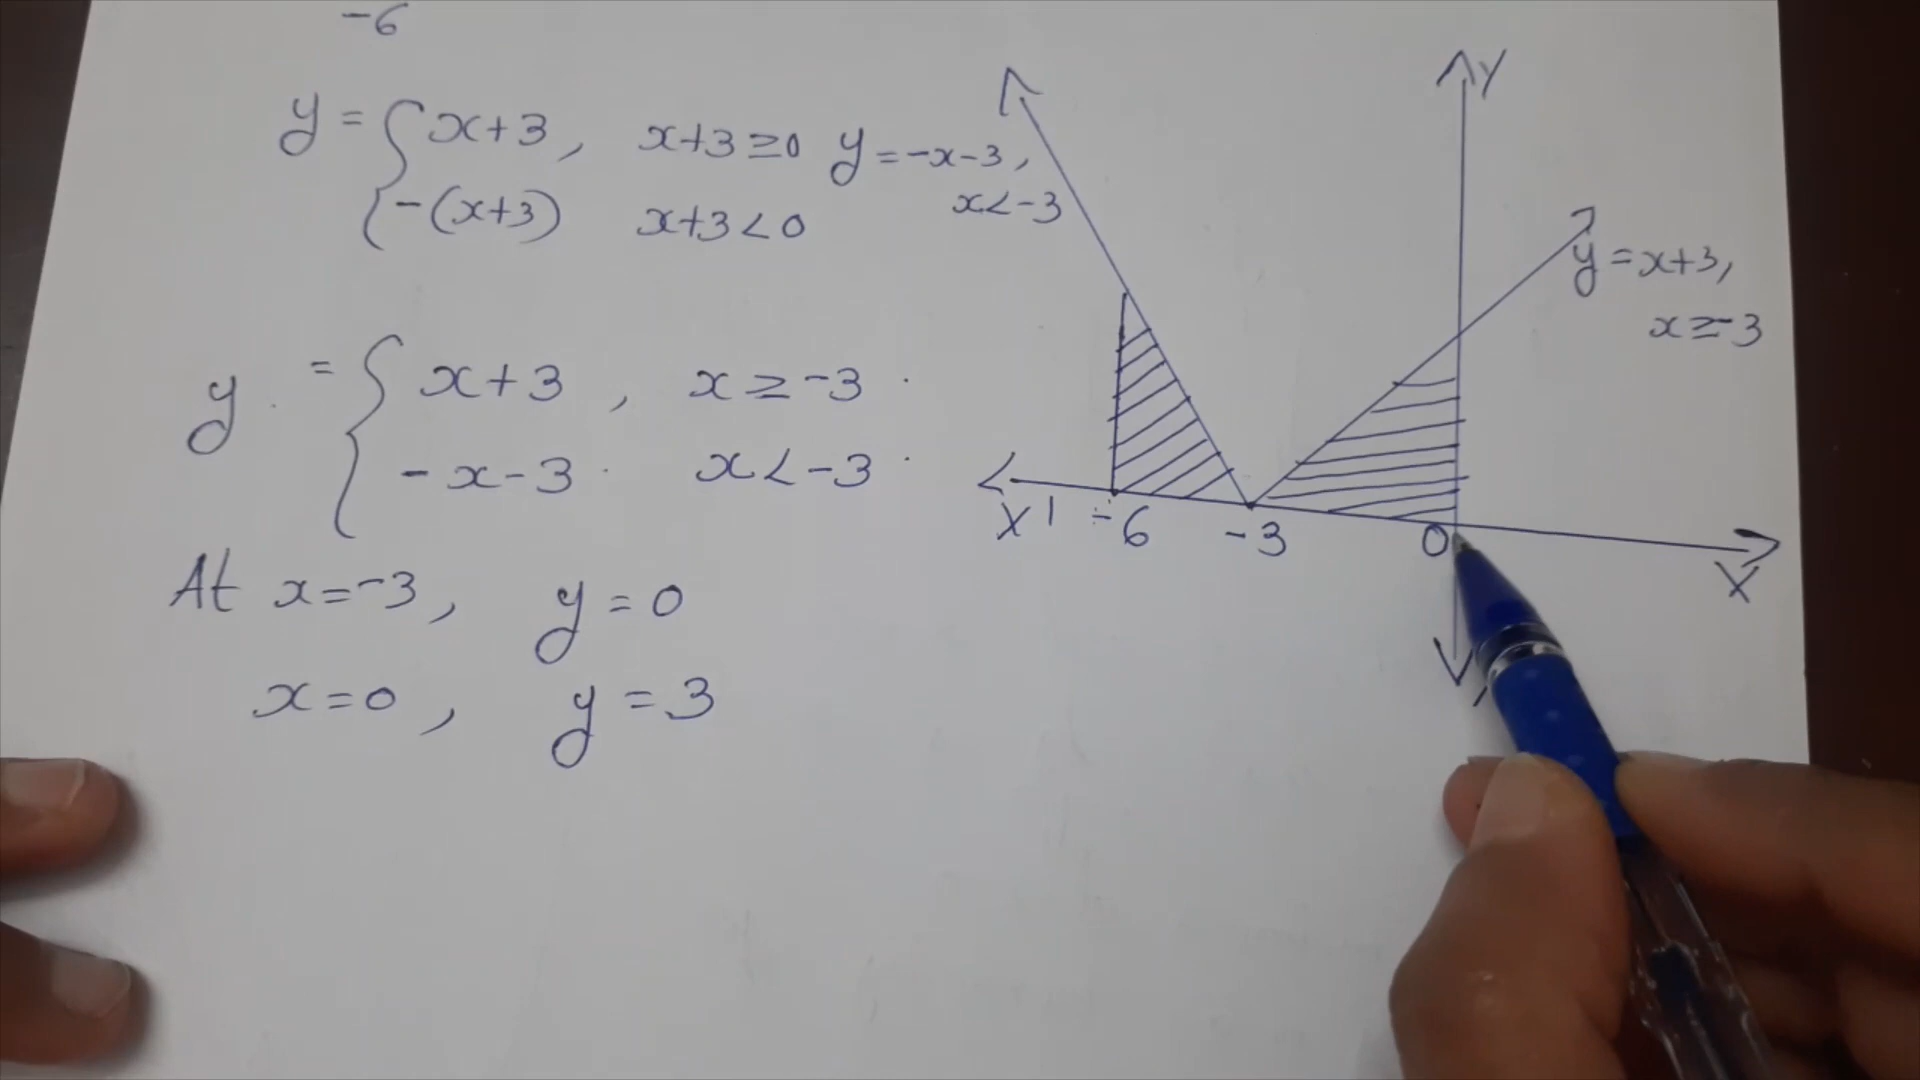 -6
y = { x+3 , x+3 ≥ 0
-(x+3) x+3 < 0
y = { x+3 , x ≥ -3
-x-3 x < -3
At x=-3, y = 0
x=0, y = 3
y = -x-3,
x<-3
Y
y = x+3,
x ≥ -3
X' -6 -3 0
X